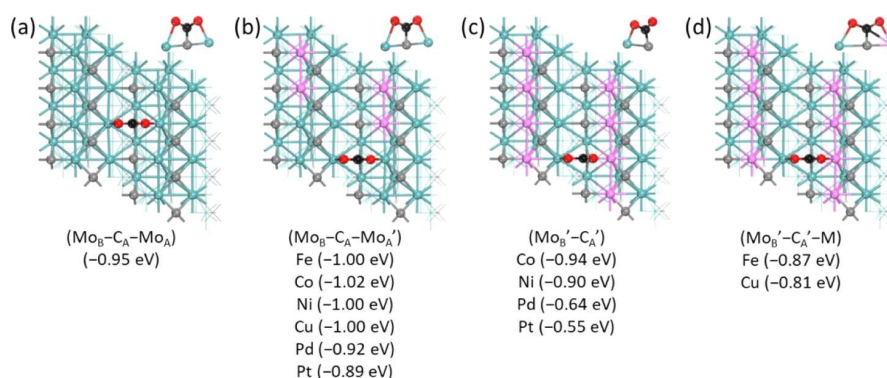 (a)
(Mo_B–C_A–Mo_A)
(−0.95 eV)
(b)
(Mo_B–C_A–Mo_A')
Fe (−1.00 eV)
Co (−1.02 eV)
Ni (−1.00 eV)
Cu (−1.00 eV)
Pd (−0.92 eV)
Pt (−0.89 eV)
(c)
(Mo_B'–C_A')
Co (−0.94 eV)
Ni (−0.90 eV)
Pd (−0.64 eV)
Pt (−0.55 eV)
(d)
(Mo_B'–C_A'–M)
Fe (−0.87 eV)
Cu (−0.81 eV)